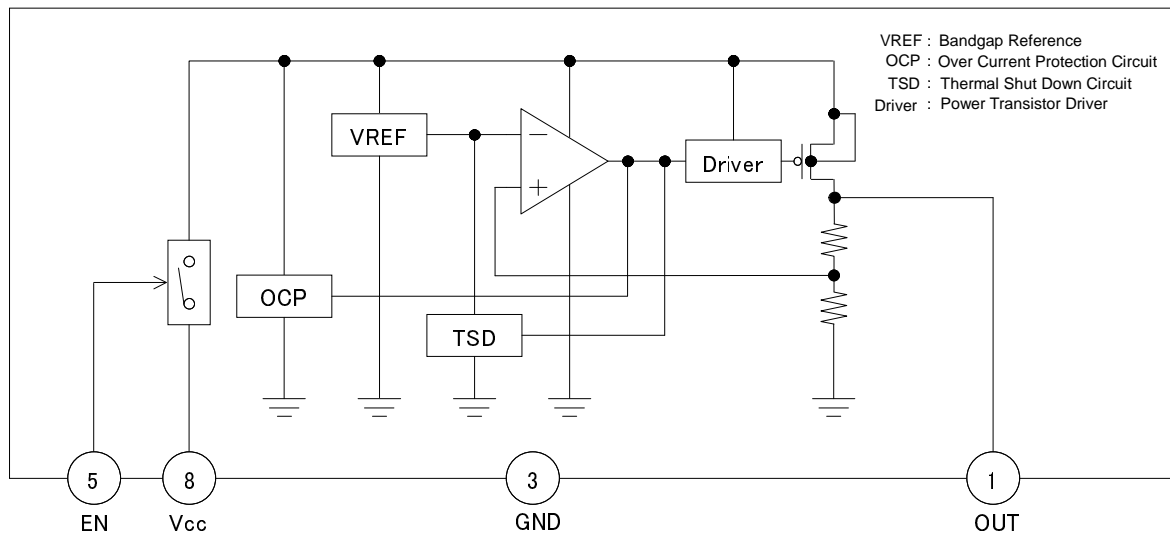 VREF : Bandgap Reference
OCP : Over Current Protection Circuit
TSD : Thermal Shut Down Circuit
Driver : Power Transistor Driver
VREF
−
Driver
+
OCP
TSD
5
8
3
1
EN
Vcc
GND
OUT